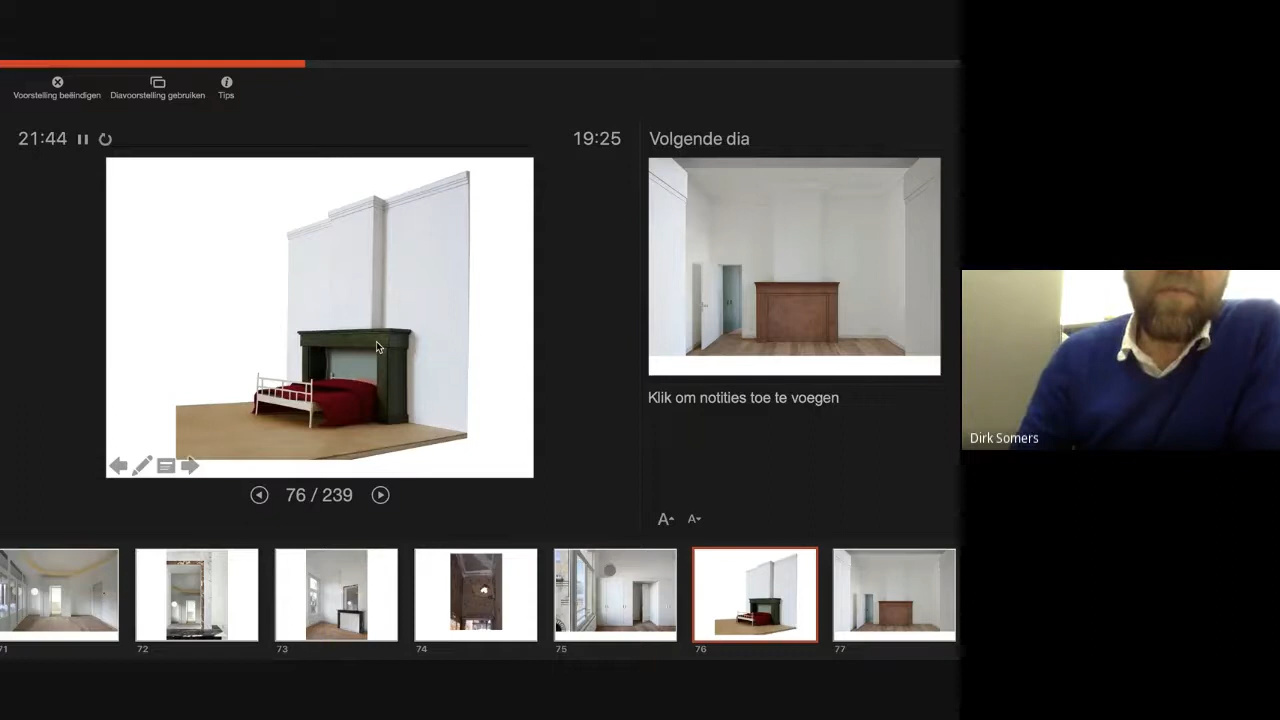 Voorstelling beëindigen
Diavoorstelling gebruiken
Tips
21:44
19:25
Volgende dia
Klik om notities toe te voegen
Dirk Somers
76 / 239
A A
71
72
73
74
75
76
77